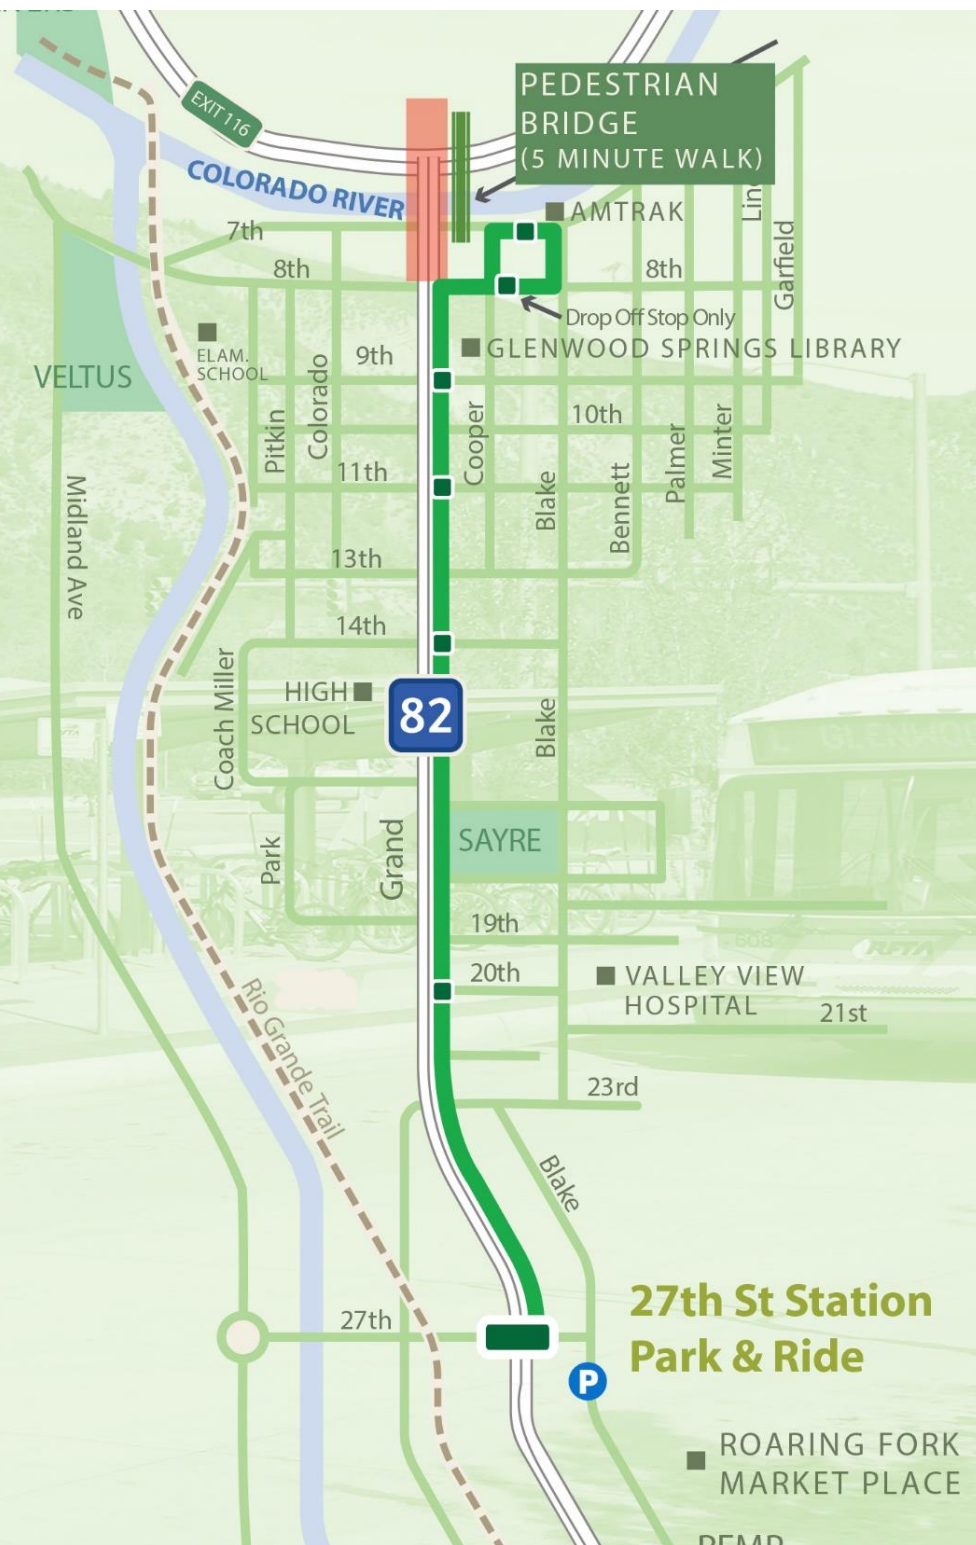 EXIT 116
PEDESTRIAN
BRIDGE
(5 MINUTE WALK)
COLORADO RIVER
AMTRAK
7th
8th
8th
Garfield
Drop Off Stop Only
GLENWOOD SPRINGS LIBRARY
ELAM.
SCHOOL
9th
VELTUS
Pitkin
Colorado
Cooper
10th
Blake
Bennett
Palmer
Minter
11th
Midland Ave
13th
14th
Coach Miller
HIGH
SCHOOL
82
Blake
Park
Grand
SAYRE
19th
608
RFTA
20th
VALLEY VIEW
HOSPITAL
21st
Rio Grande Trail
23rd
Blake
27th
27th St Station
Park & Ride
P
ROARING FORK
MARKET PLACE